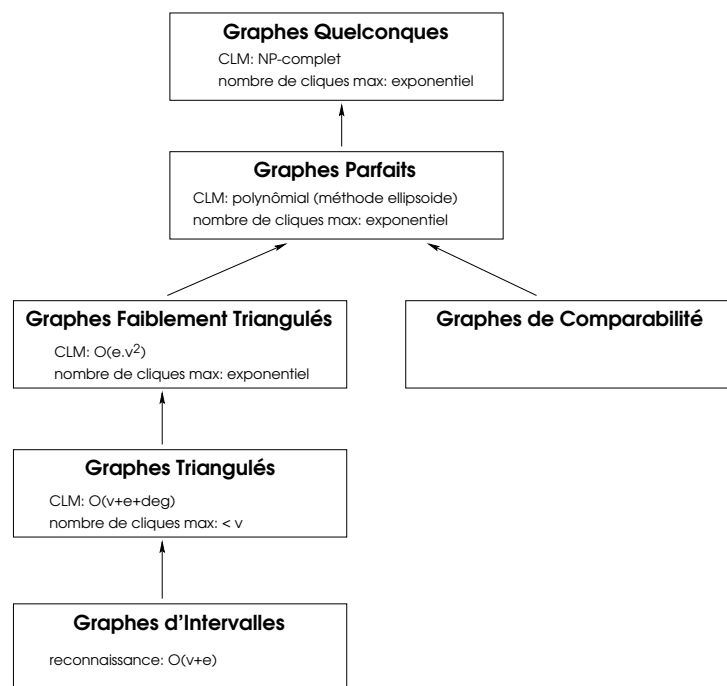 Graphes Quelconques
CLM: NP-complet
nombre de cliques max: exponentiel
Graphes Parfaits
CLM: polynômial (méthode ellipsoide)
nombre de cliques max: exponentiel
Graphes Faiblement Triangulés
CLM: O(e.v²)
nombre de cliques max: exponentiel
Graphes de Comparabilité
Graphes Triangulés
CLM: O(v+e+deg)
nombre de cliques max: < v
Graphes d'Intervalles
reconnaissance: O(v+e)